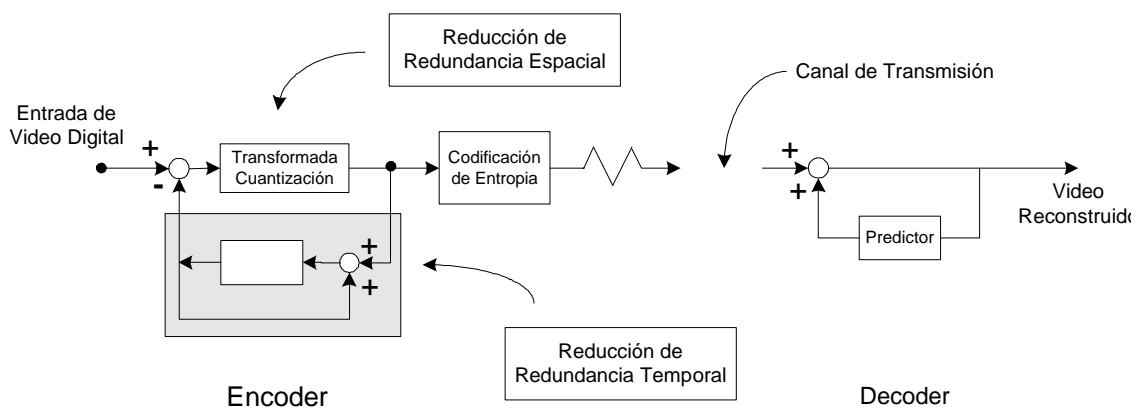 Reducción de
Redundancia Espacial
Canal de Transmisión
Entrada de
Video Digital
+
-
Transformada
Cuantización
Codificación
de Entropia
+
+
Video
Reconstruido
Predictor
+
+
Reducción de
Redundancia Temporal
Encoder
Decoder